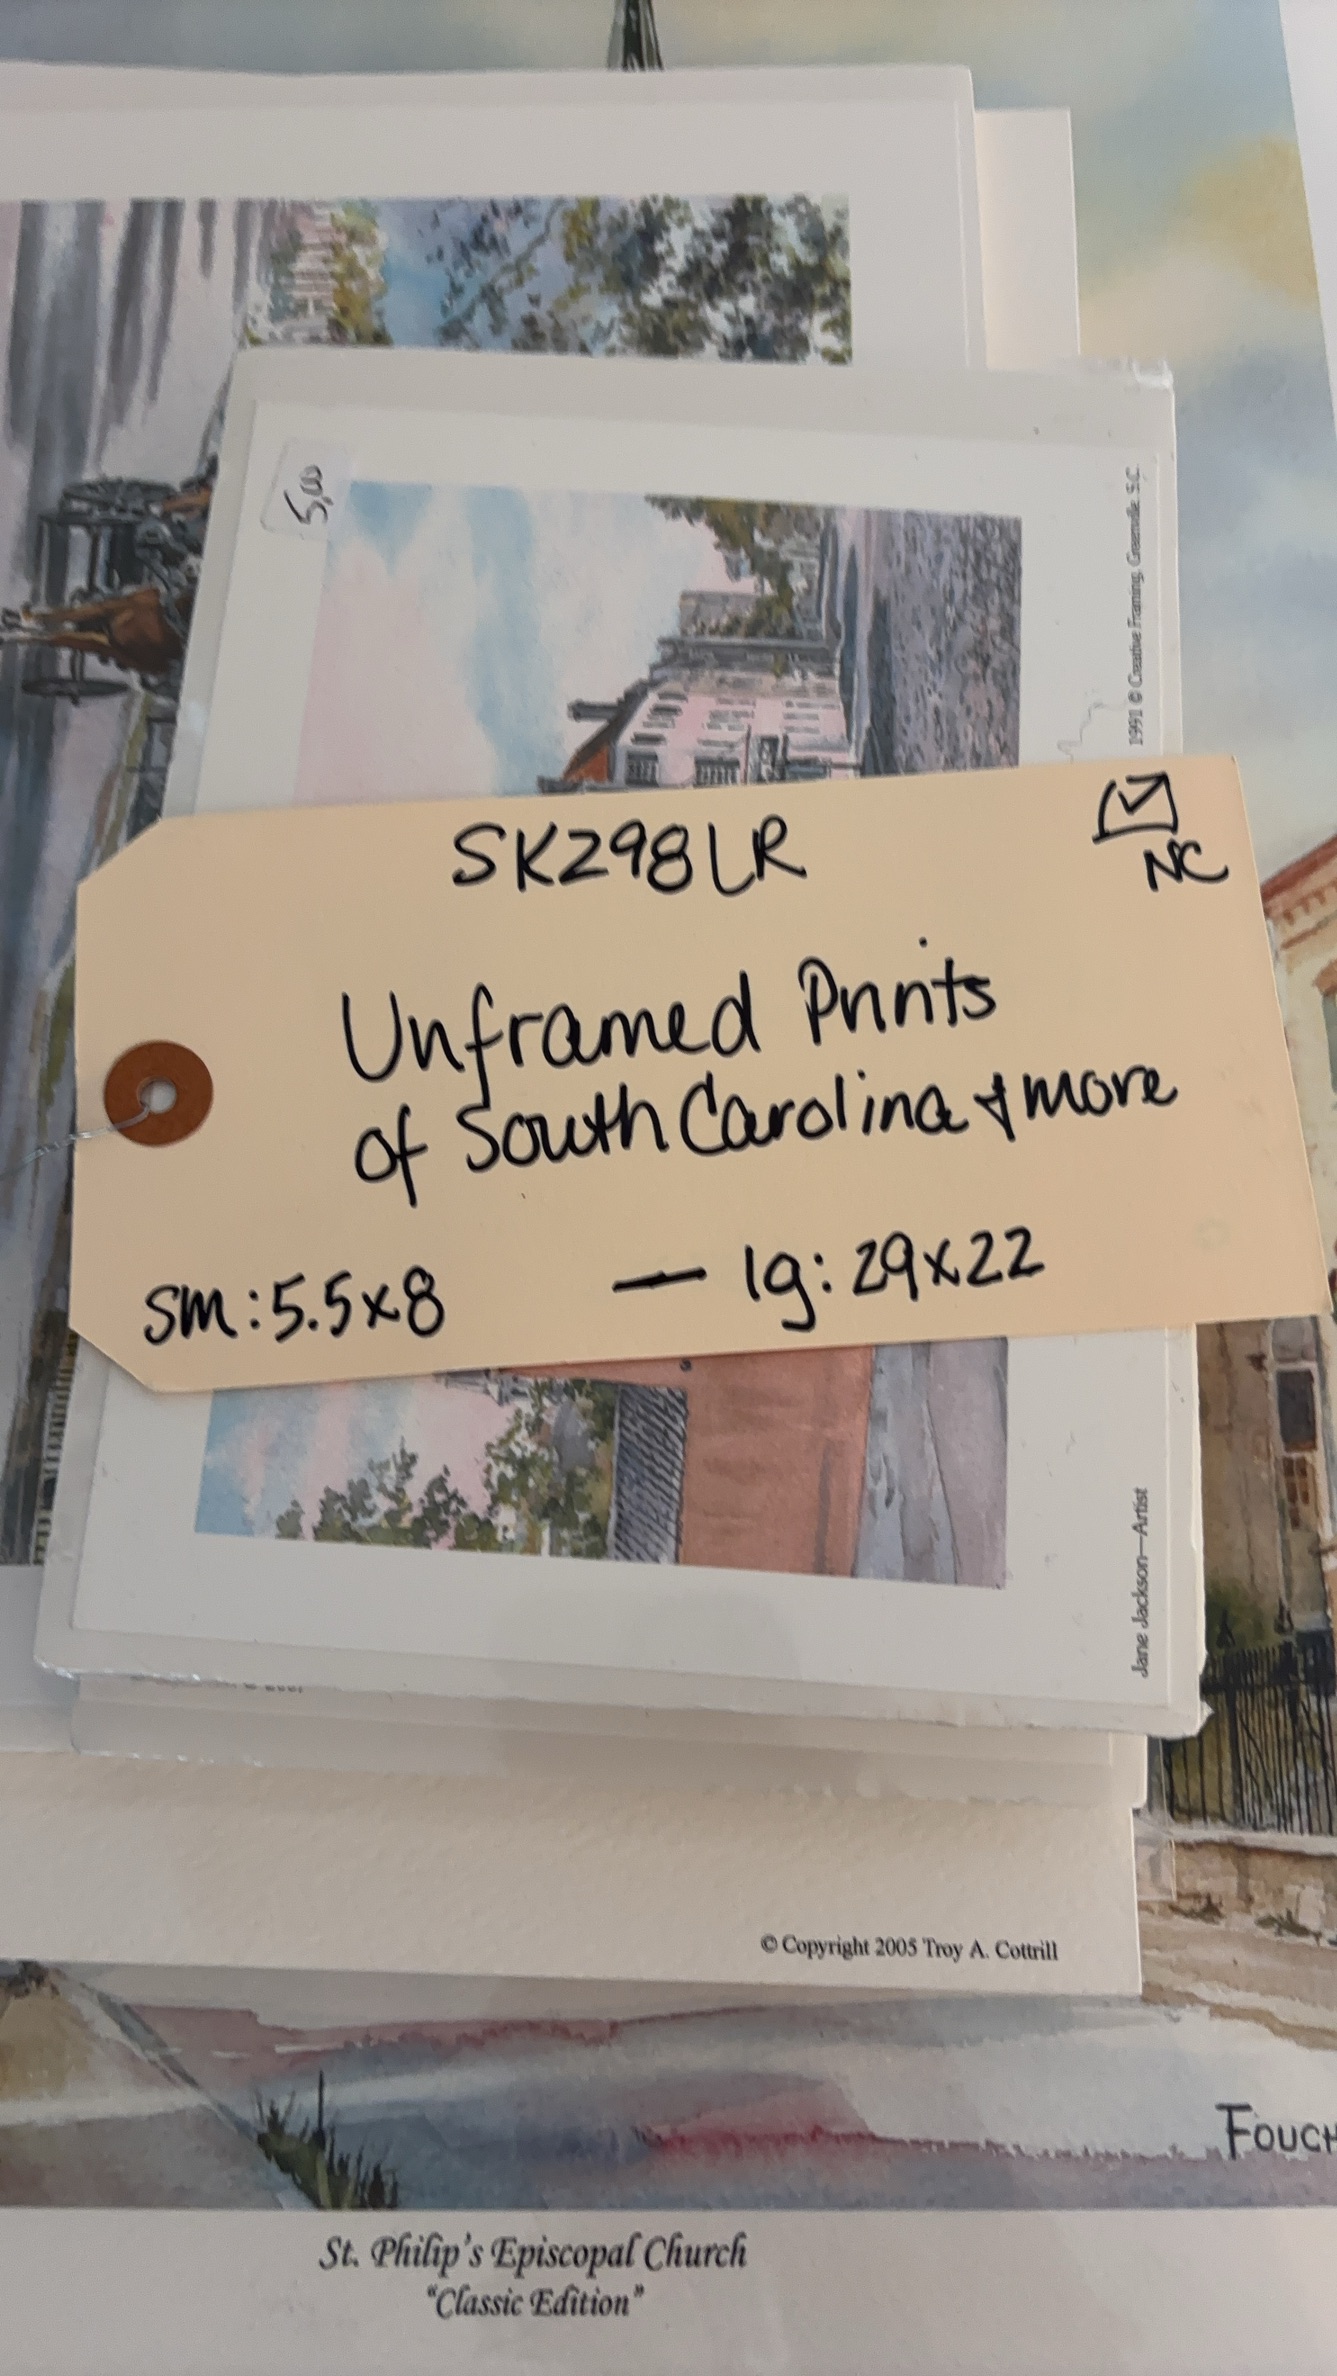 5.00
1991 © Creative Framing, Greenville, S.C.
SK298LR
NC
Unframed Prints
of South Carolina & more
sm: 5.5x8 — lg: 29x22
Jane Jackson—Artist
© Copyright 2005 Troy A. Cottrill
FOUCH
St. Philip's Episcopal Church
"Classic Edition"